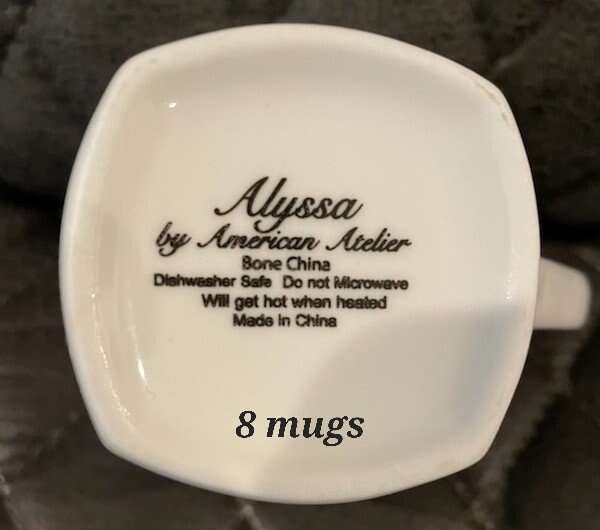 Alyssa
by American Atelier
Bone China
Dishwasher Safe Do not Microwave
Will get hot when heated
Made in China
8 mugs